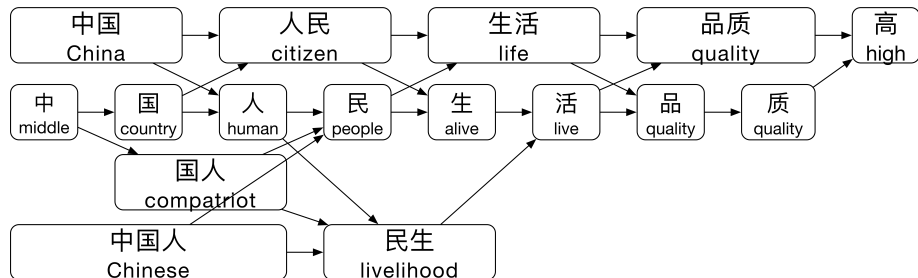 中国 人民 生活 品质 高
China citizen life quality high
中 国 人 民 生 活 品 质
middle country human people alive live quality quality
国人
compatriot
中国人 民生
Chinese livelihood